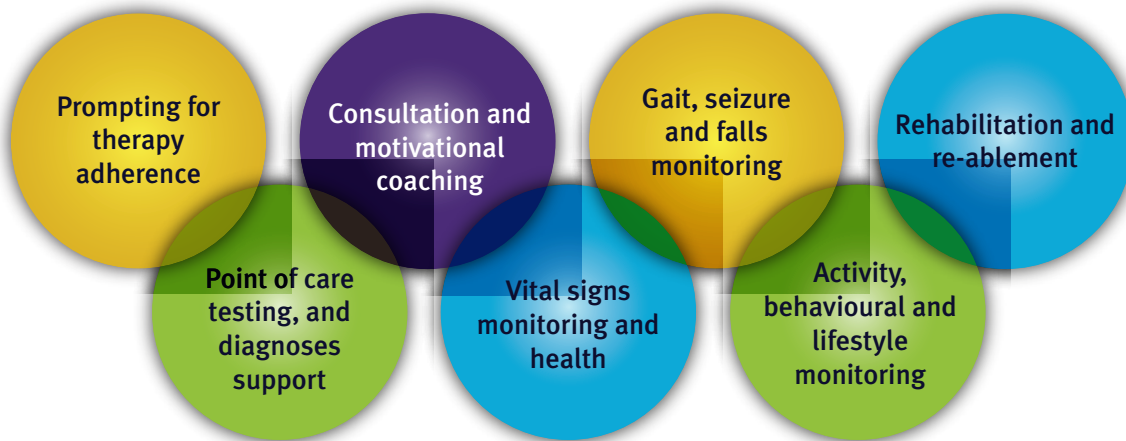 Prompting for
therapy
adherence
Point of care
testing, and
diagnoses
support
Consultation and
motivational
coaching
Vital signs
monitoring and
health
Gait, seizure
and falls
monitoring
Activity,
behavioural and
lifestyle
monitoring
Rehabilitation and
re-ablement